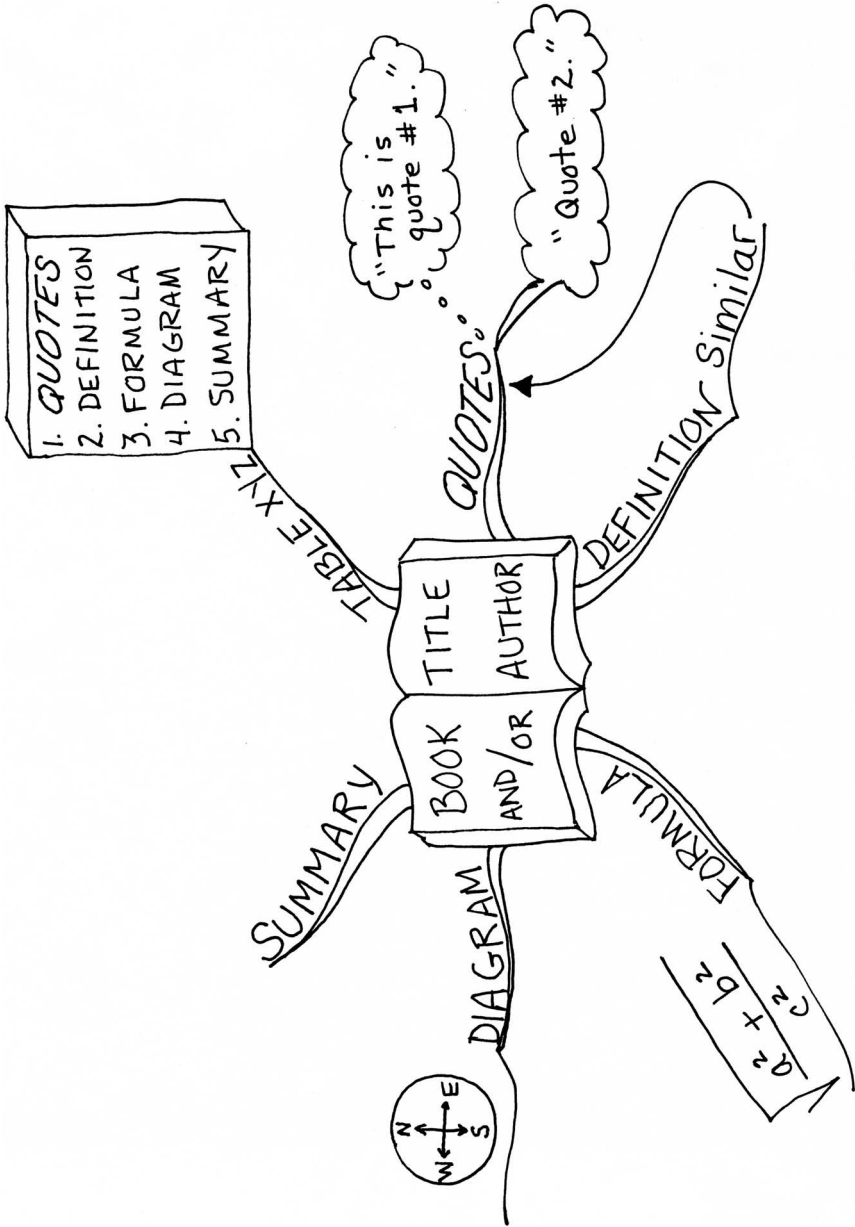 BOOK TITLE
AND/OR AUTHOR
TABLE XYZ
1. QUOTES
2. DEFINITION
3. FORMULA
4. DIAGRAM
5. SUMMARY
QUOTES
"This is
quote #1."
"Quote #2."
DEFINITION Similar
FORMULA
a² + b²
c²
DIAGRAM
N
W E
S
SUMMARY